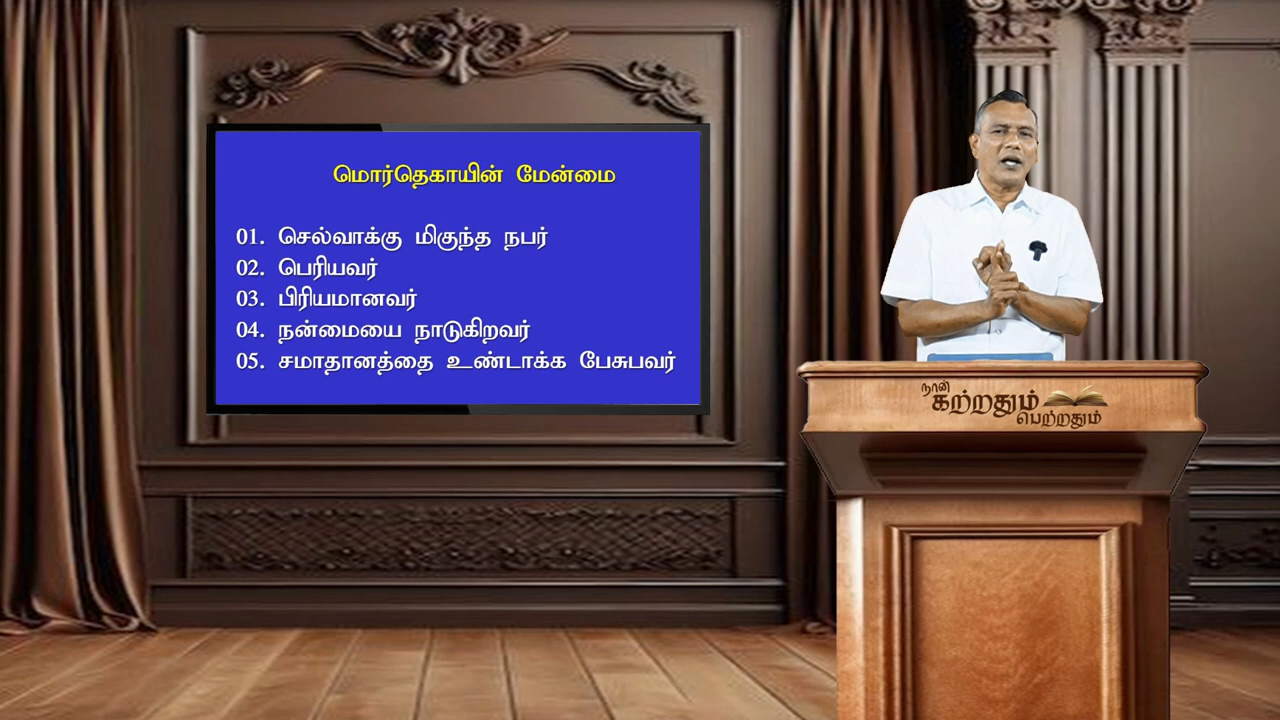 மொர்தெகாயின் மேன்மை
01. செல்வாக்கு மிகுந்த நபர்
02. பெரியவர்
03. பிரியமானவர்
04. நன்மையை நாடுகிறவர்
05. சமாதானத்தை உண்டாக்க பேசுபவர்
நான்
கற்றதும்
பெற்றதும்